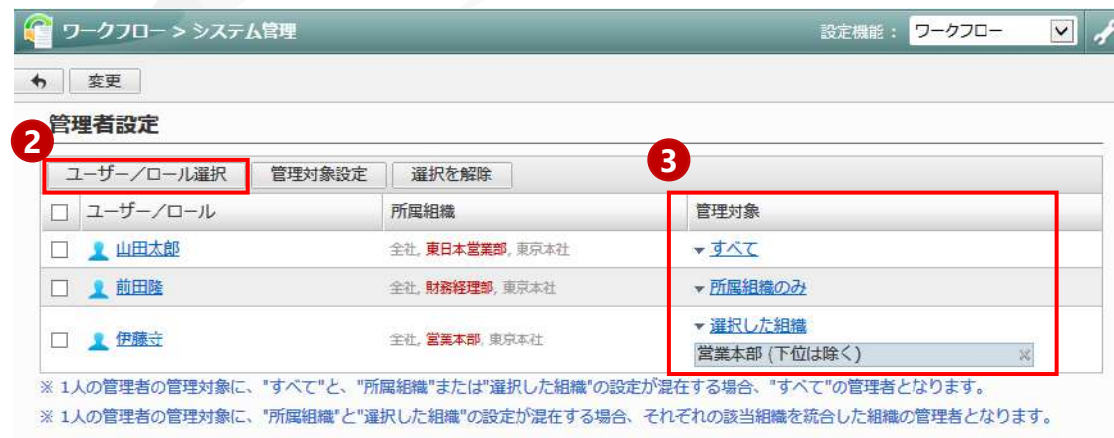 ワークフロー > システム管理 設定機能： ワークフロー
変更
管理者設定
2
3
ユーザー／ロール選択 管理対象設定 選択を解除
ユーザー／ロール 所属組織 管理対象
山田太郎 全社, 東日本営業部, 東京本社 すべて
前田隆 全社, 財務経理部, 東京本社 所属組織のみ
伊藤守 全社, 営業本部, 東京本社 選択した組織
営業本部 (下位は除く)
※ 1人の管理者の管理対象に、"すべて"と、"所属組織"または"選択した組織"の設定が混在する場合、"すべて"の管理者となります。
※ 1人の管理者の管理対象に、"所属組織"と"選択した組織"の設定が混在する場合、それぞれの該当組織を統合した組織の管理者となります。